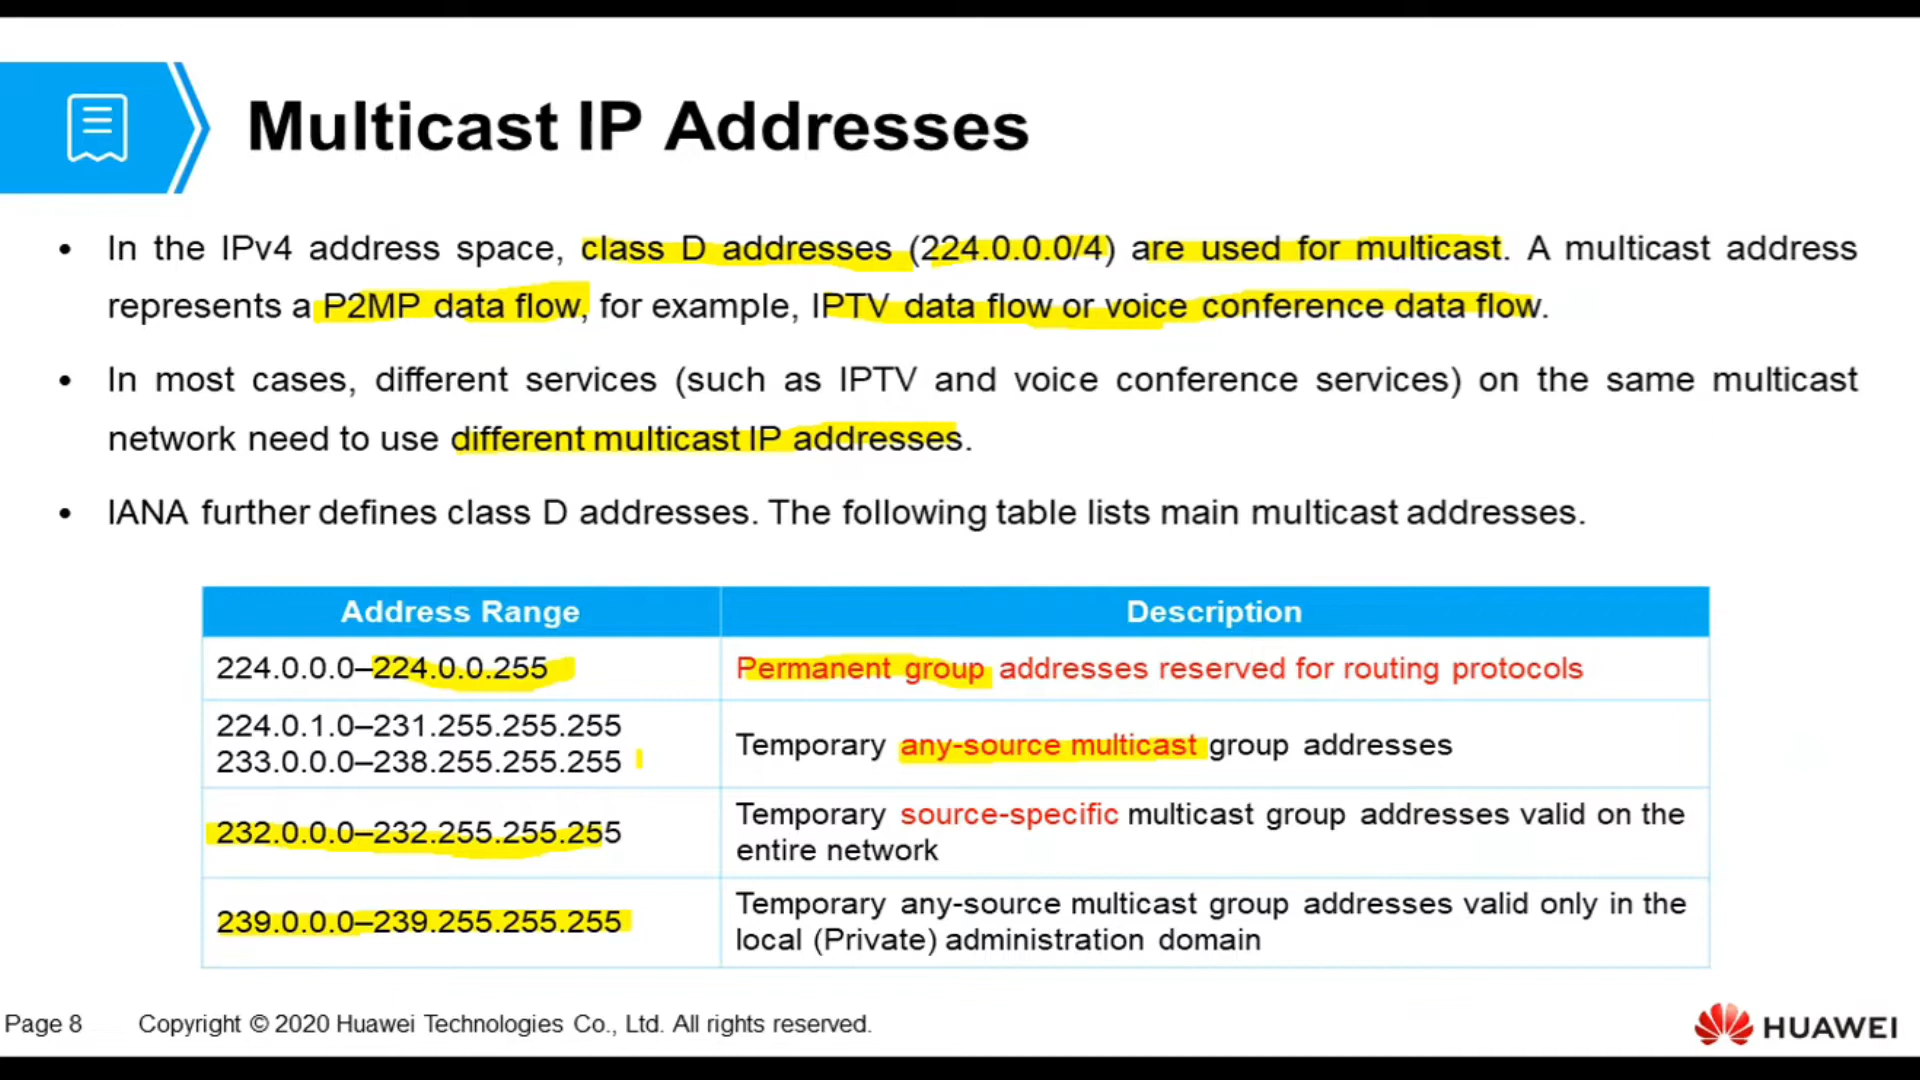 Multicast IP Addresses
• In the IPv4 address space, class D addresses (224.0.0.0/4) are used for multicast. A multicast address
represents a P2MP data flow, for example, IPTV data flow or voice conference data flow.
• In most cases, different services (such as IPTV and voice conference services) on the same multicast
network need to use different multicast IP addresses.
• IANA further defines class D addresses. The following table lists main multicast addresses.
Address Range Description
224.0.0.0–224.0.0.255 Permanent group addresses reserved for routing protocols
224.0.1.0–231.255.255.255
233.0.0.0–238.255.255.255
Temporary any-source multicast group addresses
232.0.0.0–232.255.255.255
Temporary source-specific multicast group addresses valid on the
entire network
239.0.0.0–239.255.255.255
Temporary any-source multicast group addresses valid only in the
local (Private) administration domain
Page 8 Copyright © 2020 Huawei Technologies Co., Ltd. All rights reserved.
HUAWEI